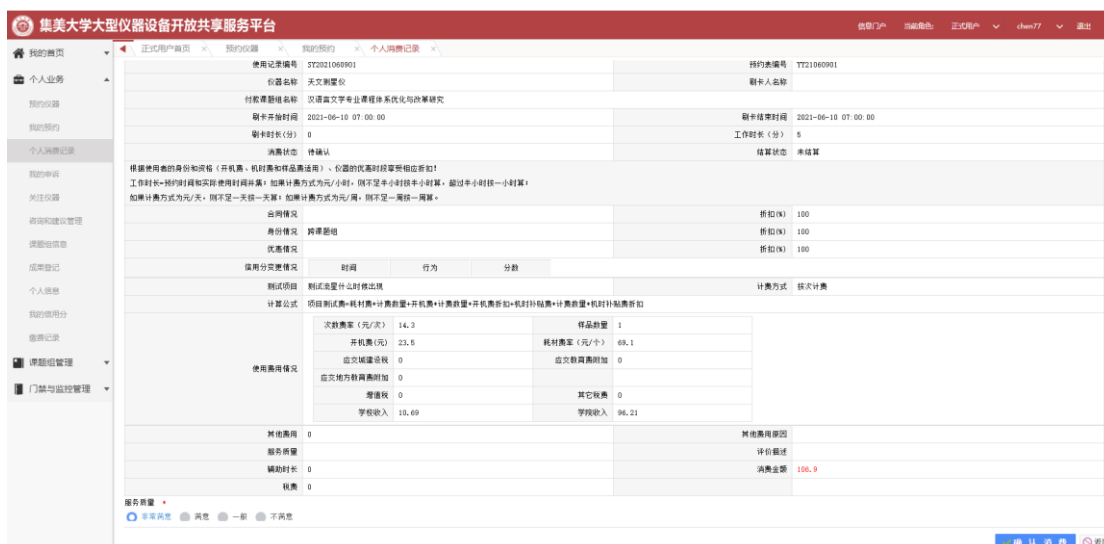 集美大学大型仪器设备开放共享服务平台
信息门户 当前角色: 正式用户 chen77 退出
我的首页
正式用户首页 × 预约仪器 × 我的预约 × 个人消费记录 ×
个人业务
预约仪器
我的预约
个人消费记录
我的申诉
关注仪器
咨询和建议管理
课题组信息
成果登记
个人信息
我的信用分
缴费记录
课题组管理
门禁与监控管理
使用记录编号 SY2021060901 预约表编号 YY21060901
仪器名称 天文测星仪 刷卡人名称
付款课题组名称 汉语言文学专业课程体系优化与改革研究
刷卡开始时间 2021-06-10 07:00:00 刷卡结束时间 2021-06-10 07:00:00
刷卡时长(分) 0 工作时长(分) 5
消费状态 待确认 结算状态 未结算
根据使用者的身份和资格(开机费、机时费和样品费适用)、仪器的优惠时段享受相应折扣!
工作时长=预约时间和实际使用时间并集;如果计费方式为元/小时,则不足半小时按半小时算,超过半小时按一小时算;
如果计费方式为元/天,则不足一天按一天算;如果计费方式为元/周,则不足一周按一周算。
合同情况 折扣(%) 100
身份情况 跨课题组 折扣(%) 100
优惠情况 折扣(%) 100
信用分变更情况 时间 行为 分数
测试项目 测试流星什么时候出现 计费方式 按次计费
计算公式 项目测试费=耗材费*计费数量+开机费*计费数量*开机费折扣+机时补贴费*计费数量*机时补贴费折扣
使用费用情况
次数费率(元/次) 14.3 样品数量 1
开机费(元) 23.5 耗材费率(元/个) 69.1
应交城建设税 0 应交教育费附加 0
应交地方教育费附加 0
增值税 0 其它税费 0
学校收入 10.69 学院收入 96.21
其他费用 0 其他费用原因
服务质量 评价描述
辅助时长 0 消费金额 106.9
税费 0
服务质量 *
非常满意 满意 一般 不满意
确认消费